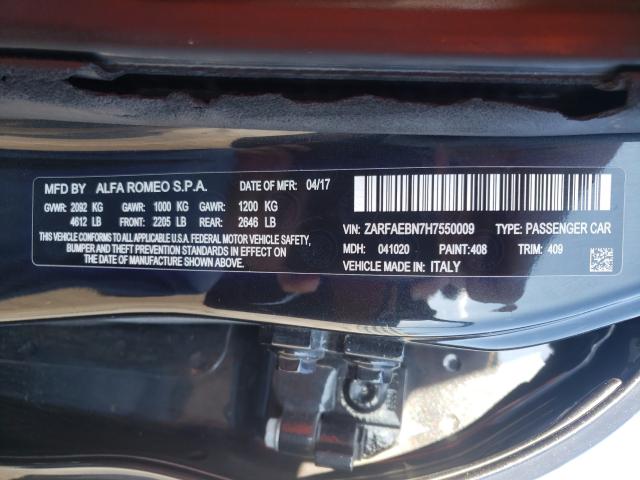 MFD BY ALFA ROMEO S.P.A. DATE OF MFR 04/17
GVWR: 2092 KG GAWR: 1000 KG GAWR: 1200 KG
4612 LB FRONT: 2205 LB REAR: 2646 LB
THIS VEHICLE CONFORMS TO ALL APPLICABLE U.S.A. FEDERAL MOTOR VEHICLE SAFETY,
BUMPER AND THEFT PREVENTION STANDARDS IN EFFECT ON
THE DATE OF MANUFACTURE SHOWN ABOVE.
VIN: ZARFAEBN7H7550009 TYPE: PASSENGER CAR
MDH: 041020 PAINT: 408 TRIM: 409
VEHICLE MADE IN: ITALY